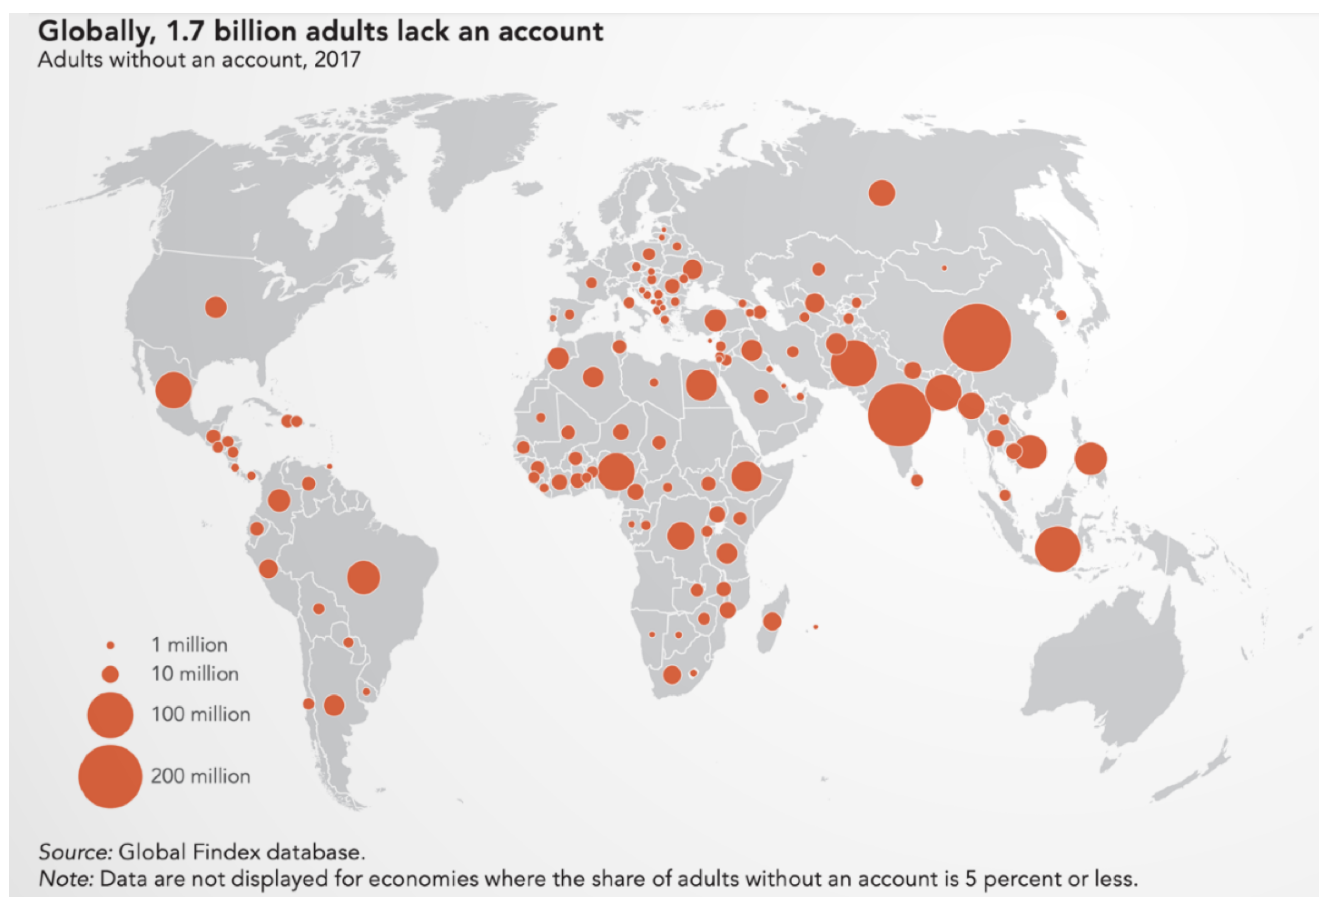 Globally, 1.7 billion adults lack an account
Adults without an account, 2017
1 million
10 million
100 million
200 million
Source: Global Findex database.
Note: Data are not displayed for economies where the share of adults without an account is 5 percent or less.